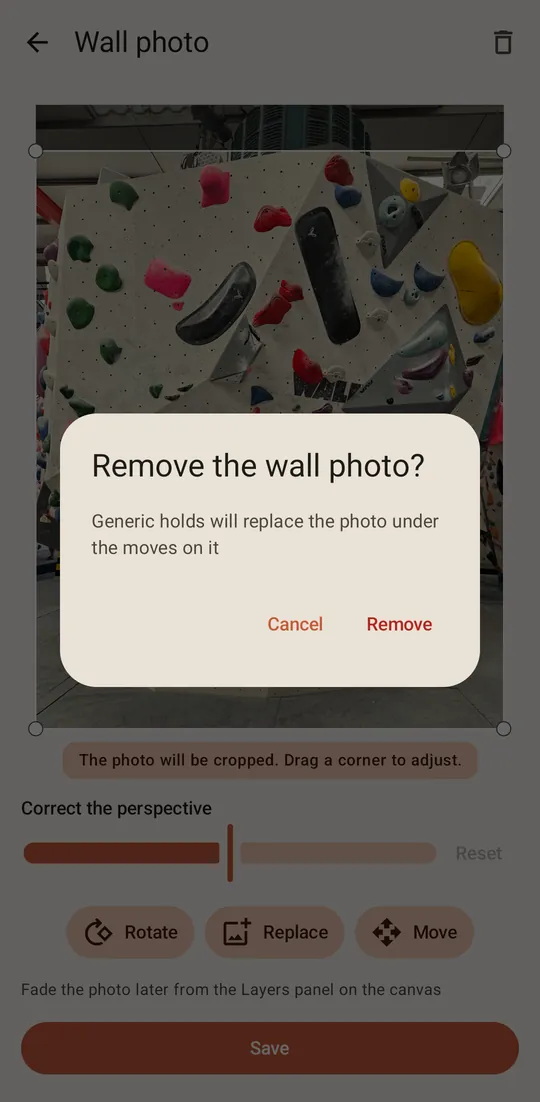 Wall photo
Remove the wall photo?
Generic holds will replace the photo under
the moves on it
Cancel
Remove
The photo will be cropped. Drag a corner to adjust.
Correct the perspective
Reset
Rotate
Replace
Move
Fade the photo later from the Layers panel on the canvas
Save